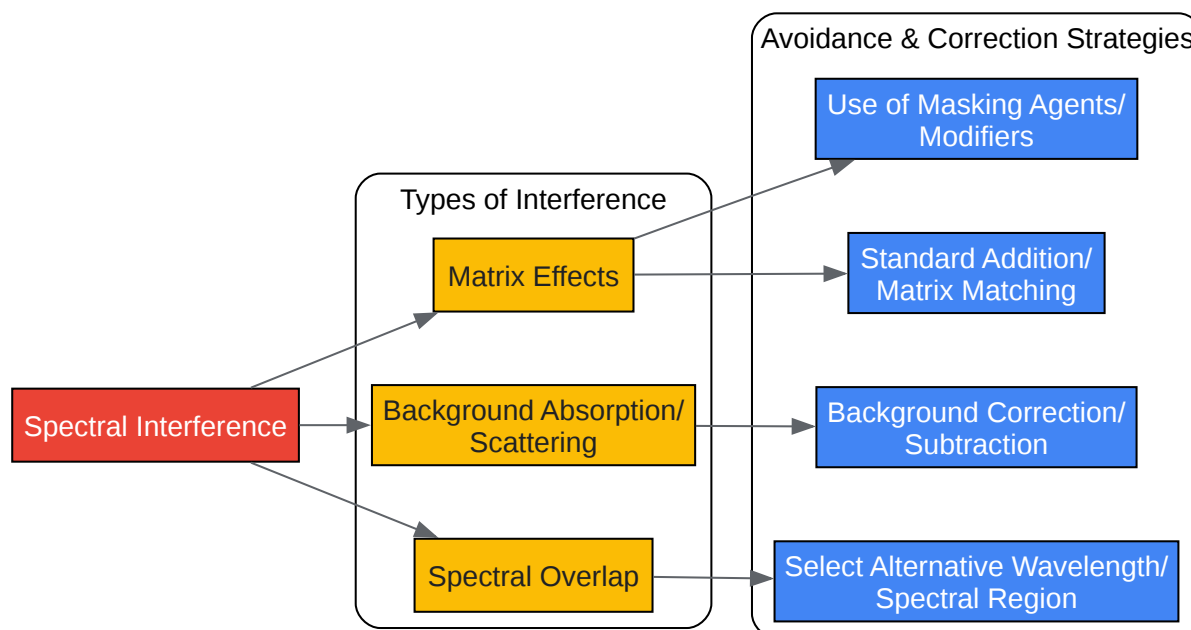 Avoidance & Correction Strategies
Use of Masking Agents/
Modifiers
Types of Interference
Matrix Effects
Standard Addition/
Matrix Matching
Spectral Interference
Background Absorption/
Scattering
Background Correction/
Subtraction
Spectral Overlap
Select Alternative Wavelength/
Spectral Region